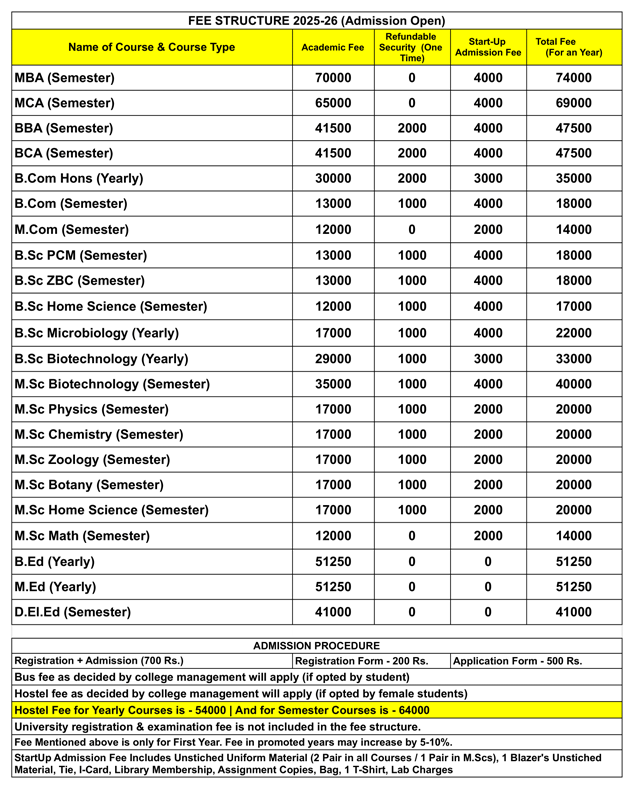 FEE STRUCTURE 2025-26 (Admission Open)
Name of Course & Course Type Academic Fee Refundable Security (One Time) Start-Up Admission Fee Total Fee (For an Year)
MBA (Semester) 70000 0 4000 74000
MCA (Semester) 65000 0 4000 69000
BBA (Semester) 41500 2000 4000 47500
BCA (Semester) 41500 2000 4000 47500
B.Com Hons (Yearly) 30000 2000 3000 35000
B.Com (Semester) 13000 1000 4000 18000
M.Com (Semester) 12000 0 2000 14000
B.Sc PCM (Semester) 13000 1000 4000 18000
B.Sc ZBC (Semester) 13000 1000 4000 18000
B.Sc Home Science (Semester) 12000 1000 4000 17000
B.Sc Microbiology (Yearly) 17000 1000 4000 22000
B.Sc Biotechnology (Yearly) 29000 1000 3000 33000
M.Sc Biotechnology (Semester) 35000 1000 4000 40000
M.Sc Physics (Semester) 17000 1000 2000 20000
M.Sc Chemistry (Semester) 17000 1000 2000 20000
M.Sc Zoology (Semester) 17000 1000 2000 20000
M.Sc Botany (Semester) 17000 1000 2000 20000
M.Sc Home Science (Semester) 17000 1000 2000 20000
M.Sc Math (Semester) 12000 0 2000 14000
B.Ed (Yearly) 51250 0 0 51250
M.Ed (Yearly) 51250 0 0 51250
D.El.Ed (Semester) 41000 0 0 41000
ADMISSION PROCEDURE
Registration + Admission (700 Rs.) Registration Form - 200 Rs. Application Form - 500 Rs.
Bus fee as decided by college management will apply (if opted by student)
Hostel fee as decided by college management will apply (if opted by female students)
Hostel Fee for Yearly Courses is - 54000 | And for Semester Courses is - 64000
University registration & examination fee is not included in the fee structure.
Fee Mentioned above is only for First Year. Fee in promoted years may increase by 5-10%.
StartUp Admission Fee Includes Unstiched Uniform Material (2 Pair in all Courses / 1 Pair in M.Scs), 1 Blazer's Unstiched
Material, Tie, I-Card, Library Membership, Assignment Copies, Bag, 1 T-Shirt, Lab Charges